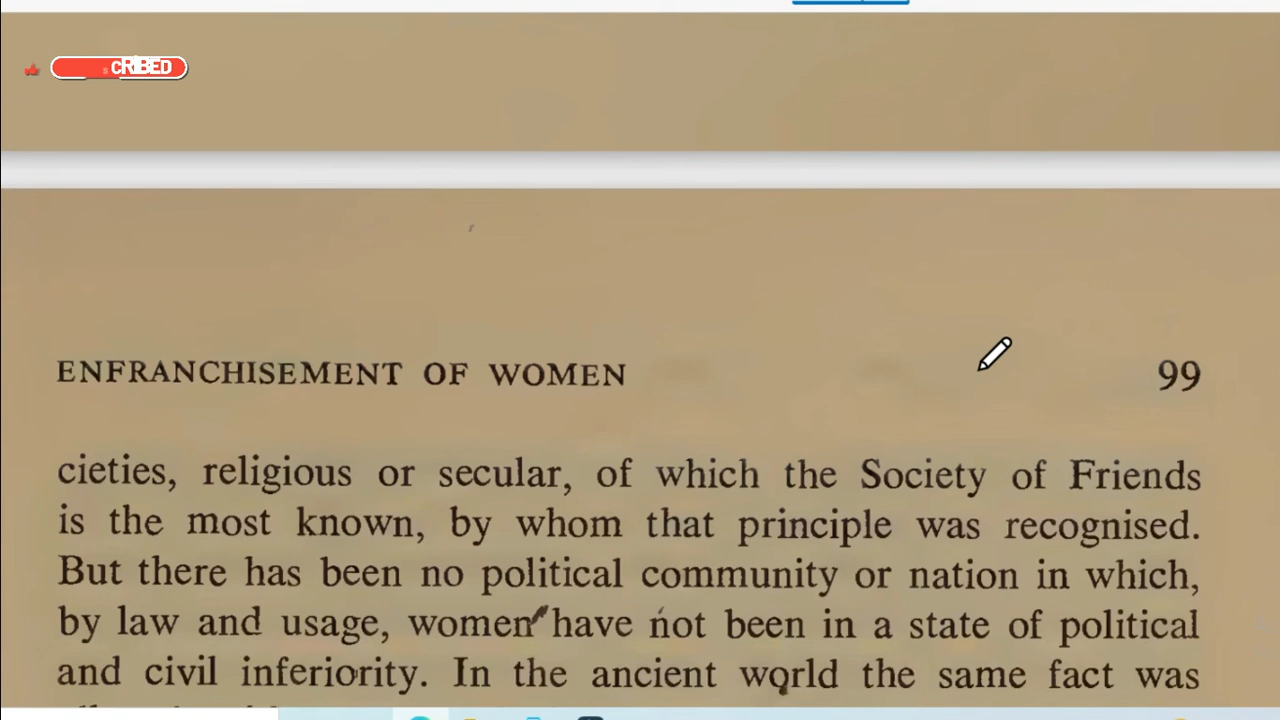 CRIBED
ENFRANCHISEMENT OF WOMEN 99
cieties, religious or secular, of which the Society of Friends
is the most known, by whom that principle was recognised.
But there has been no political community or nation in which,
by law and usage, women have not been in a state of political
and civil inferiority. In the ancient world the same fact was